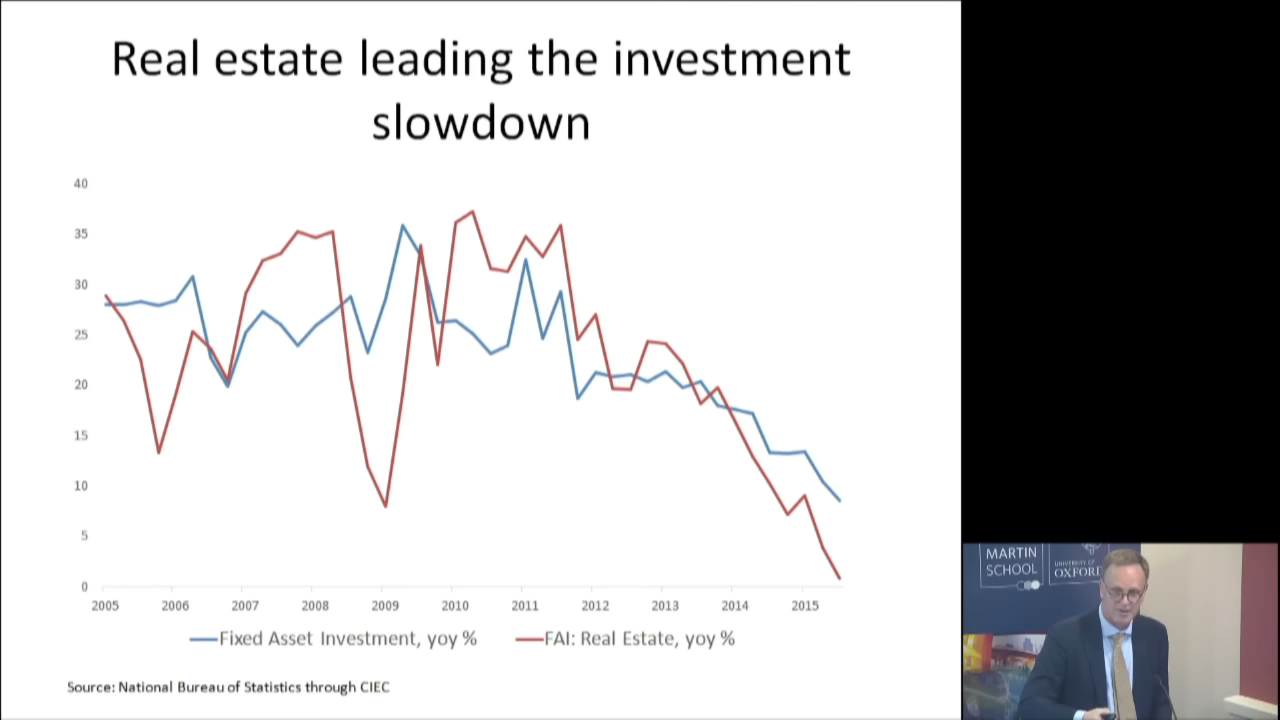 Real estate leading the investment
slowdown
40
35
30
25
20
15
10
5
0
2005 2006 2007 2008 2009 2010 2011 2012 2013 2014 2015
Fixed Asset Investment, yoy % FAI: Real Estate, yoy %
Source: National Bureau of Statistics through CIEC
MARTIN
SCHOOL
UNIVERSITY OF
OXFORD